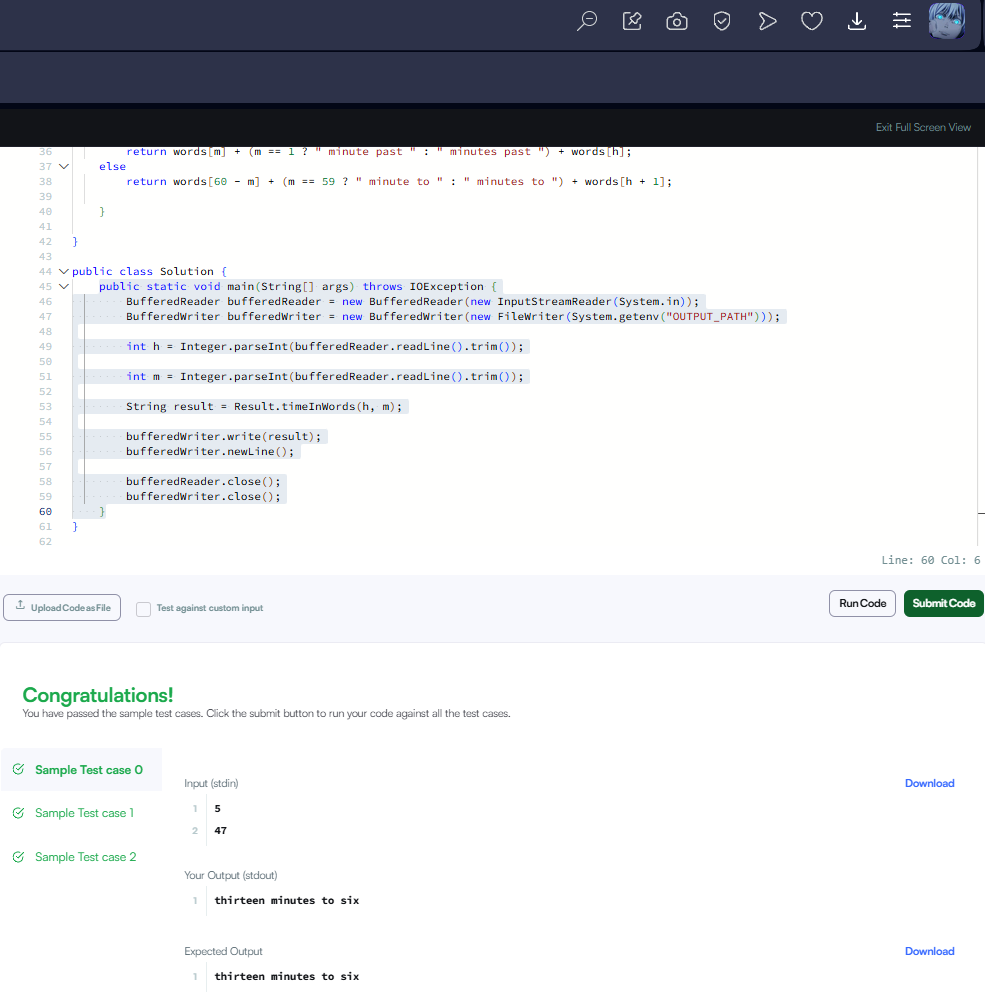 Exit Full Screen View
36 return words[m] + (m == 1 ? " minute past " : " minutes past ") + words[h];
37 else
38 return words[60 - m] + (m == 59 ? " minute to " : " minutes to ") + words[h + 1];
39
40 }
41
42 }
43
44 public class Solution {
45 public static void main(String[] args) throws IOException {
46 BufferedReader bufferedReader = new BufferedReader(new InputStreamReader(System.in));
47 BufferedWriter bufferedWriter = new BufferedWriter(new FileWriter(System.getenv("OUTPUT_PATH")));
48
49 int h = Integer.parseInt(bufferedReader.readLine().trim());
50
51 int m = Integer.parseInt(bufferedReader.readLine().trim());
52
53 String result = Result.timeInWords(h, m);
54
55 bufferedWriter.write(result);
56 bufferedWriter.newLine();
57
58 bufferedReader.close();
59 bufferedWriter.close();
60 }
61 }
62
Line: 60 Col: 6
Upload Code as File
Test against custom input
Run Code
Submit Code
Congratulations!
You have passed the sample test cases. Click the submit button to run your code against all the test cases.
Sample Test case 0
Sample Test case 1
Sample Test case 2
Input (stdin)
Download
1 5
2 47
Your Output (stdout)
1 thirteen minutes to six
Expected Output
Download
1 thirteen minutes to six